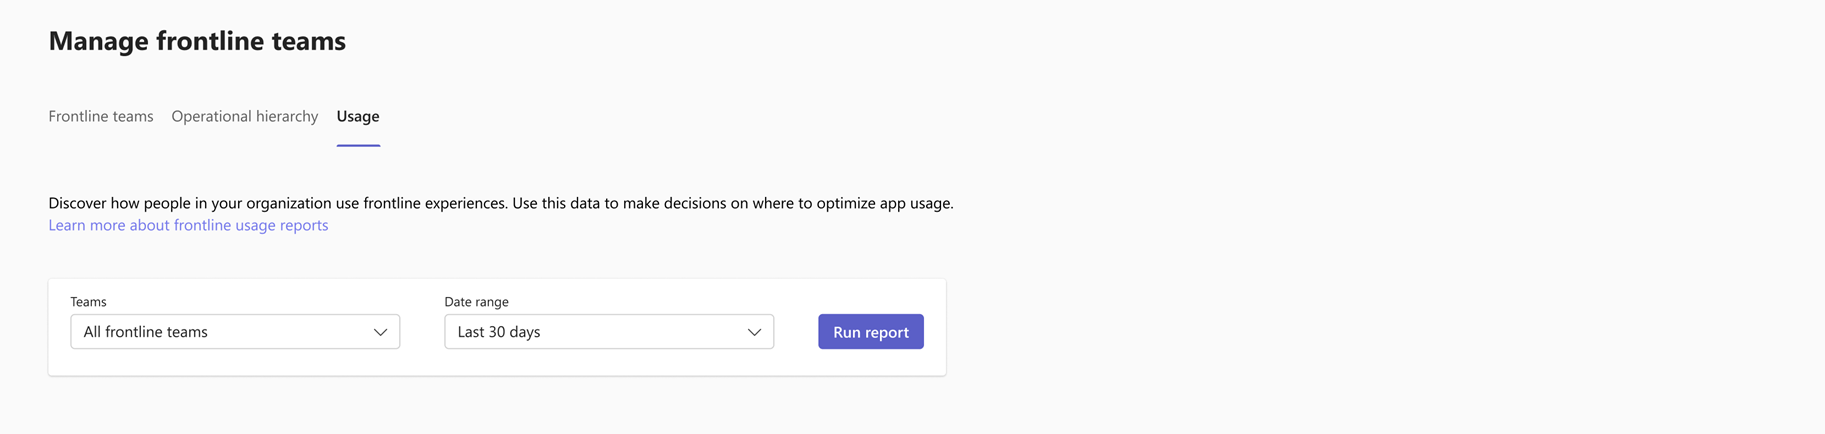 Manage frontline teams
Frontline teams Operational hierarchy Usage
Discover how people in your organization use frontline experiences. Use this data to make decisions on where to optimize app usage.
Learn more about frontline usage reports
Teams Date range
All frontline teams Last 30 days Run report